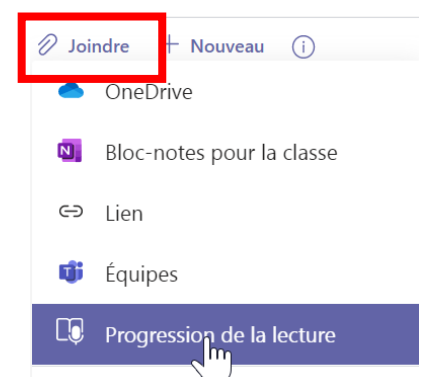 Joindre + Nouveau
OneDrive
Bloc-notes pour la classe
Lien
Équipes
Progression de la lecture